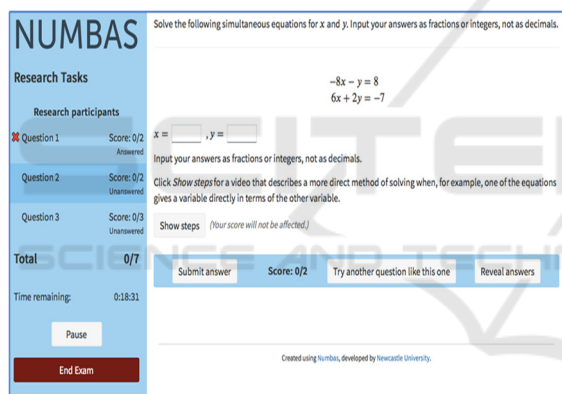 NUMBAS
Research Tasks
Research participants
Question 1 Score: 0/2
Answered
Question 2 Score: 0/2
Unanswered
Question 3 Score: 0/3
Unanswered
Total 0/7
Time remaining: 0:18:31
Pause
End Exam
Solve the following simultaneous equations for x and y. Input your answers as fractions or integers, not as decimals.
−8x − y = 8
6x + 2y = −7
x = , y =
Input your answers as fractions or integers, not as decimals.
Click Show steps for a video that describes a more direct method of solving when, for example, one of the equations
gives a variable directly in terms of the other variable.
Show steps (Your score will not be affected.)
Submit answer Score: 0/2 Try another question like this one Reveal answers
Created using Numbas, developed by Newcastle University.